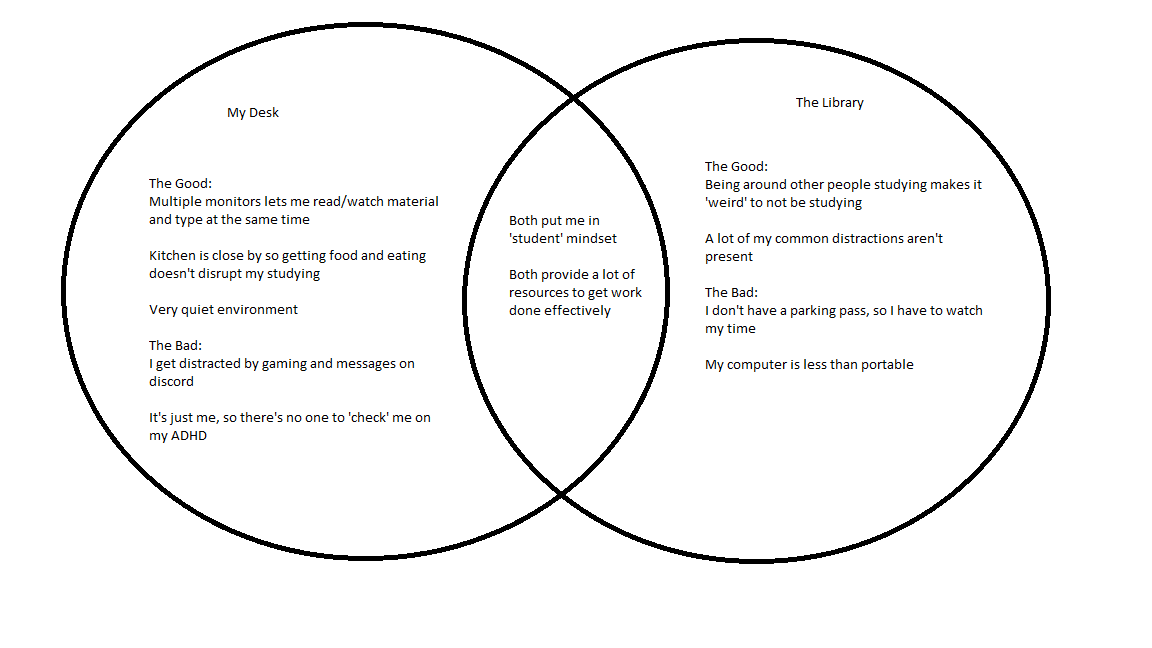 My Desk
The Good:
Multiple monitors lets me read/watch material
and type at the same time
Kitchen is close by so getting food and eating
doesn't disrupt my studying
Very quiet environment
The Bad:
I get distracted by gaming and messages on
discord
It's just me, so there's no one to 'check' me on
my ADHD
Both put me in
'student' mindset
Both provide a lot of
resources to get work
done effectively
The Library
The Good:
Being around other people studying makes it
'weird' to not be studying
A lot of my common distractions aren't
present
The Bad:
I don't have a parking pass, so I have to watch
my time
My computer is less than portable